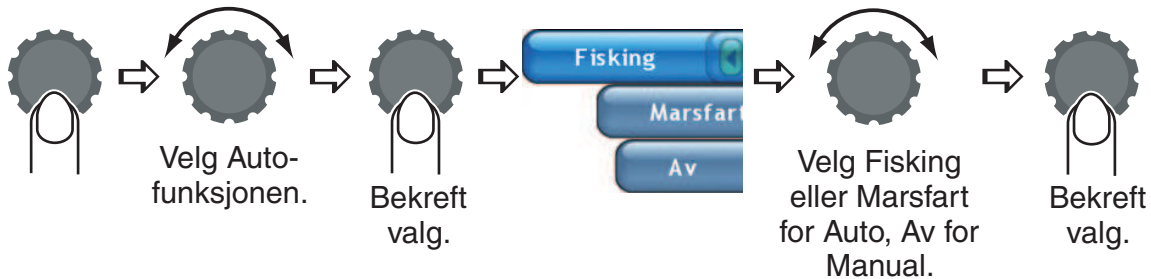 Velg Auto-
funksjonen.
Bekreft
valg.
Fisking
Marsfart
Av
Velg Fisking
eller Marsfart
for Auto, Av for
Manual.
Bekreft
valg.